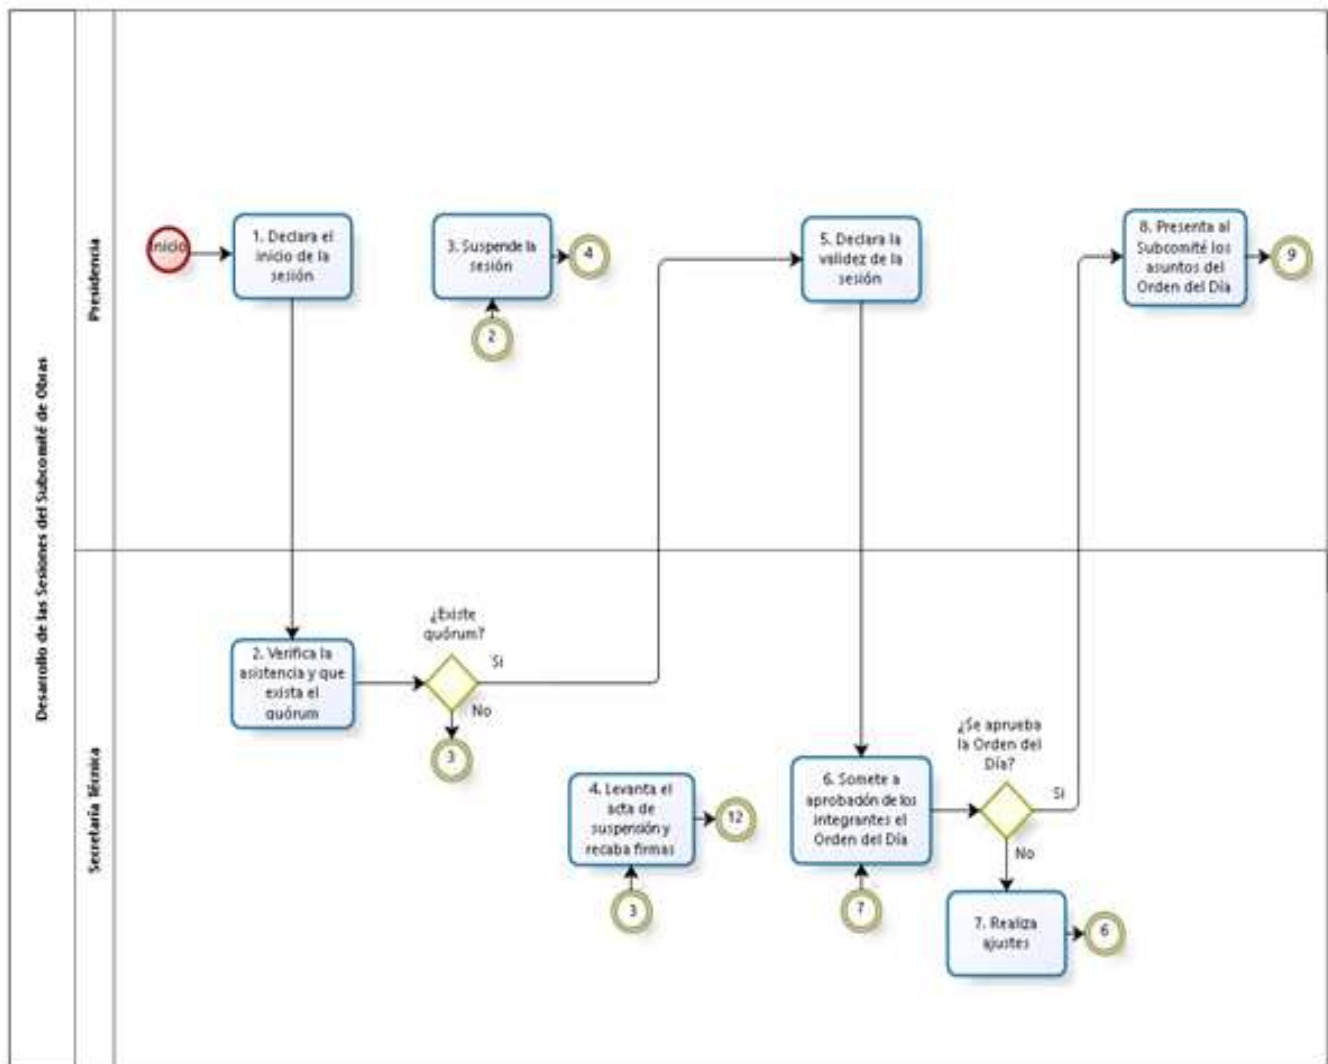 Desarrollo de las Sesiones del Subcomité de Obras
Presidencia
Inicio
1. Declara el
inicio de la
sesión
3. Suspende la
sesión
4
2
5. Declara la
validez de la
sesión
8. Presenta al
Subcomité los
asuntos del
Orden del Día
9
Secretaría Técnica
2. Verifica la
asistencia y que
exista el
quórum
¿Existe
quórum?
Si
No
3
4. Levanta el
acta de
suspensión y
recaba firmas
12
3
6. Somete a
aprobación de los
integrantes el
Orden del Día
7
¿Se aprueba
la Orden del
Día?
Si
No
7. Realiza
ajustes
6